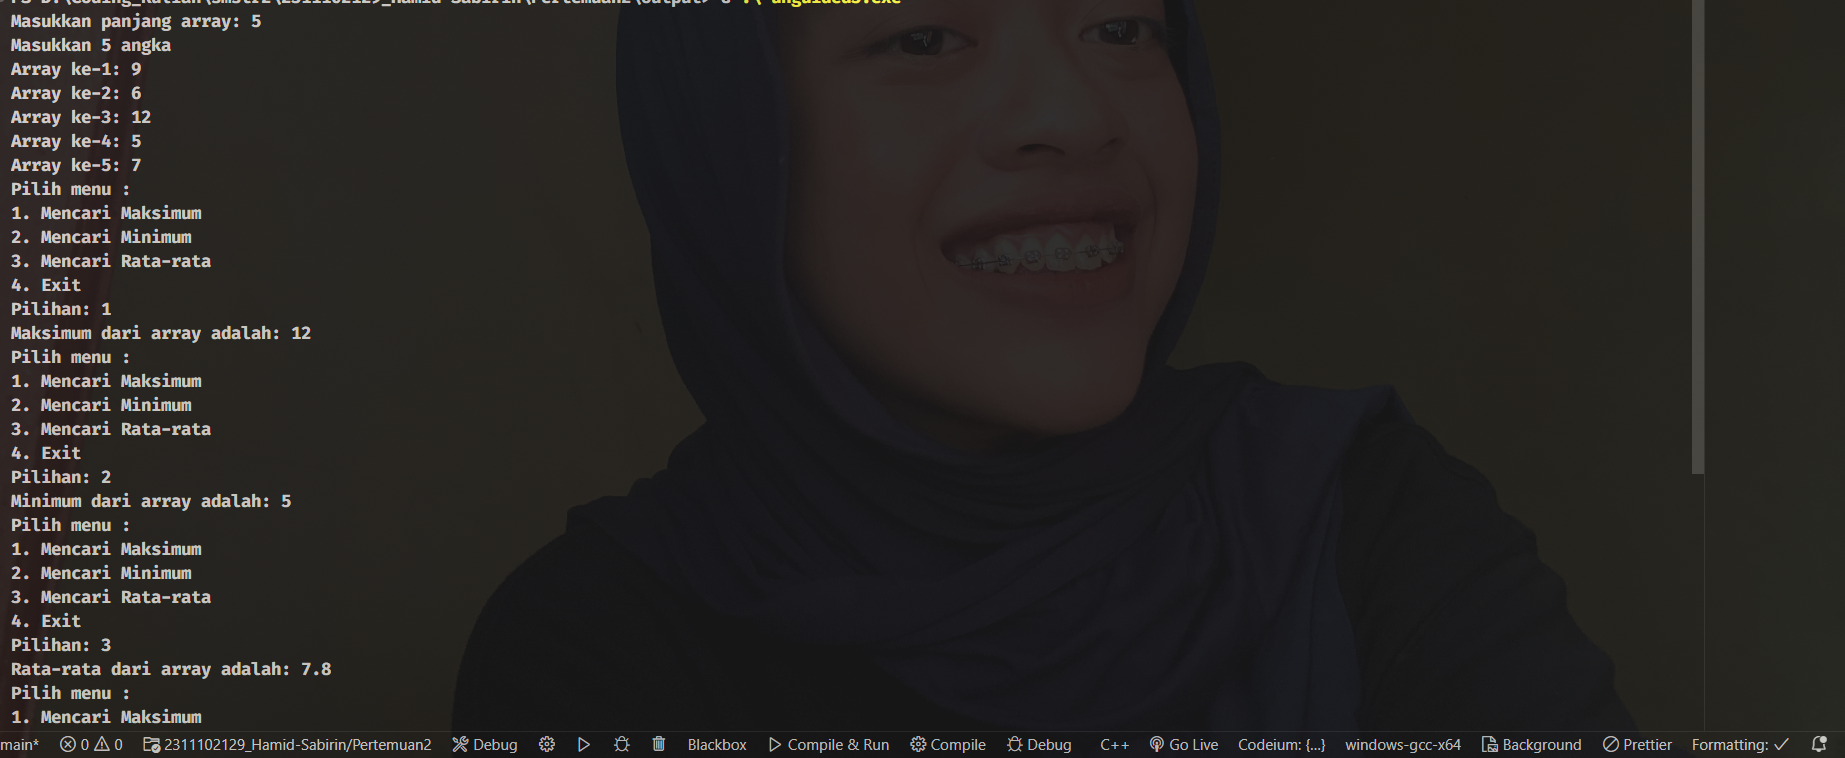 Masukkan panjang array: 5
Masukkan 5 angka
Array ke-1: 9
Array ke-2: 6
Array ke-3: 12
Array ke-4: 5
Array ke-5: 7
Pilih menu :
1. Mencari Maksimum
2. Mencari Minimum
3. Mencari Rata-rata
4. Exit
Pilihan: 1
Maksimum dari array adalah: 12
Pilih menu :
1. Mencari Maksimum
2. Mencari Minimum
3. Mencari Rata-rata
4. Exit
Pilihan: 2
Minimum dari array adalah: 5
Pilih menu :
1. Mencari Maksimum
2. Mencari Minimum
3. Mencari Rata-rata
4. Exit
Pilihan: 3
Rata-rata dari array adalah: 7.8
Pilih menu :
1. Mencari Maksimum
main* 0 0 2311102129_Hamid-Sabirin/Pertemuan2 Debug Blackbox Compile & Run Compile Debug C++ Go Live Codeium: {...} windows-gcc-x64 Background Prettier Formatting: ✓